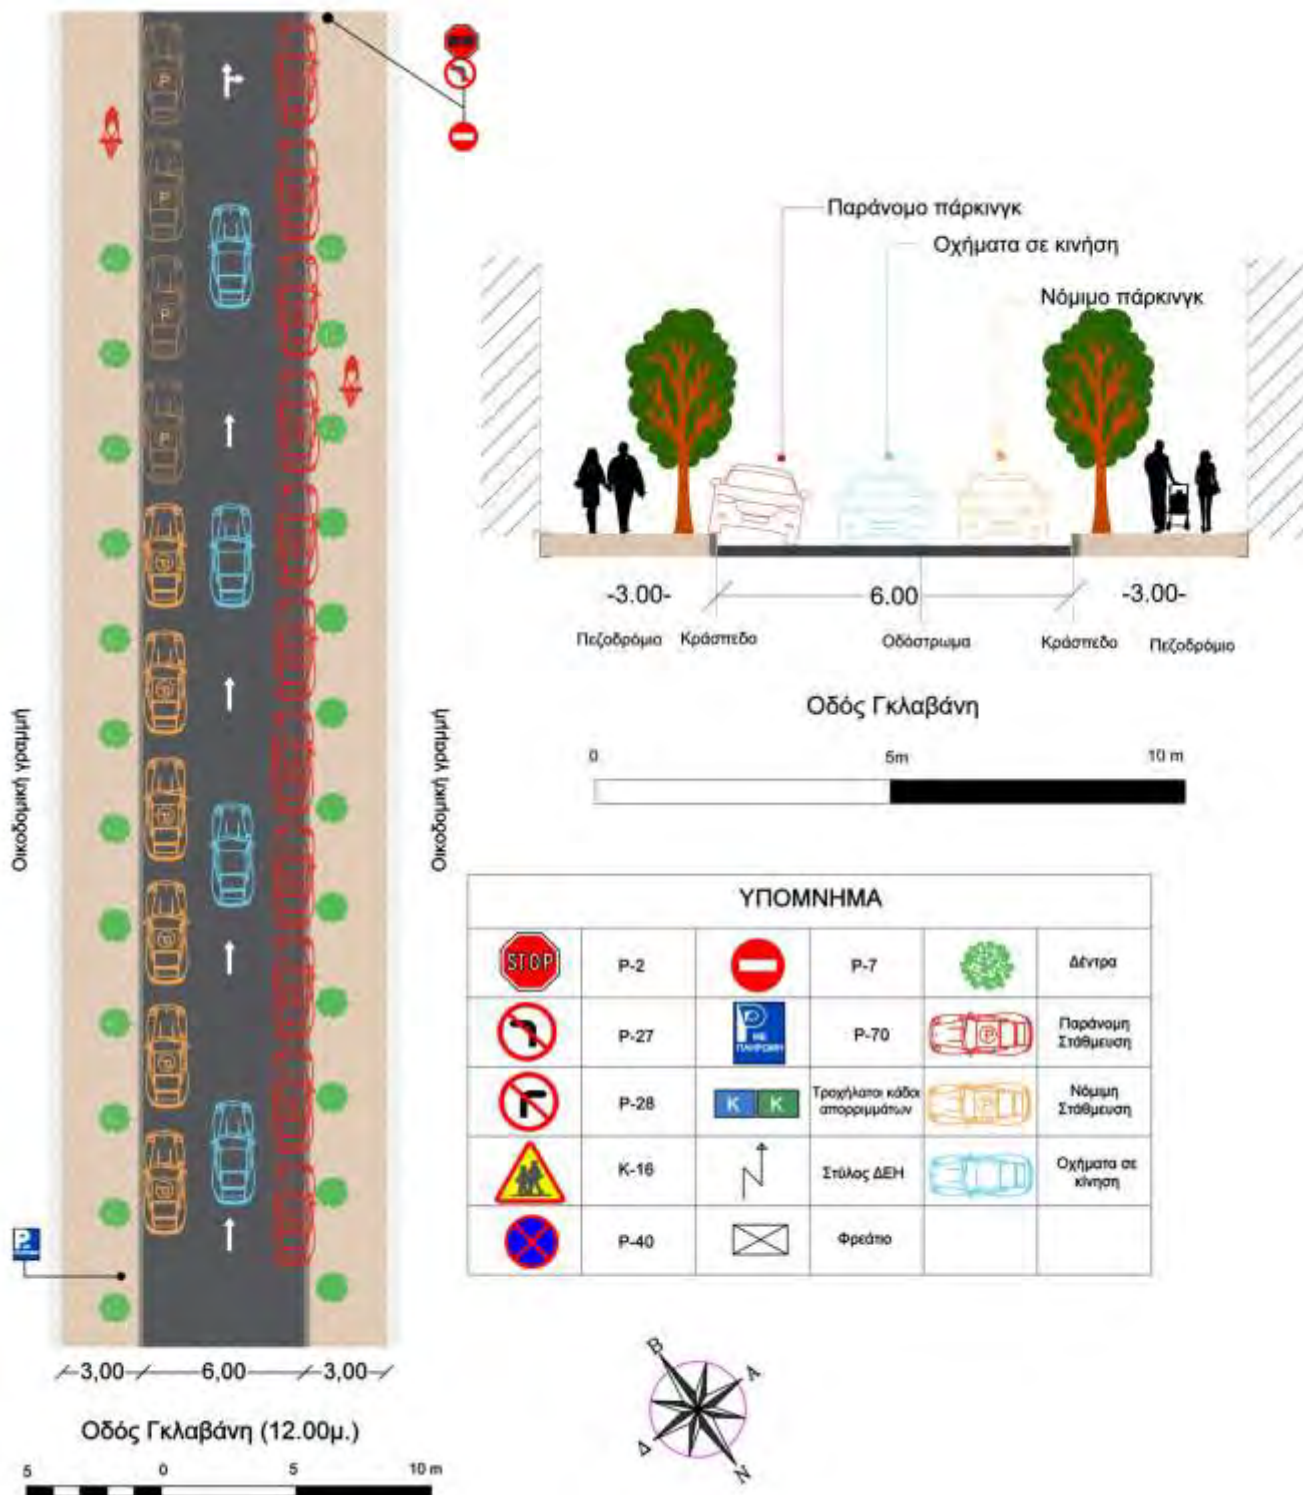 Παράνομο πάρκινγκ
Οχήματα σε κινήση
Νόμιμο πάρκινγκ
-3.00-
6.00
-3.00-
Πεζοδρόμιο
Κράσπεδο
Οδόστρωμα
Κράσπεδο
Πεζοδρόμιο
Οδός Γκλαβάνη
0
5m
10 m
Οικοδομική γραμμή
Οικοδομική γραμμή
P
P
P
P
P
P
P
P
P
P
P
ΥΠΟΜΝΗΜΑ
STOP
P-2
P-7
Δέντρα
P-27
P
ΜΕ
ΠΛΗΡΩΜΗ
P-70
P
Παράνομη
Στάθμευση
P-28
K K
Τροχήλατοι κάδοι
απορριμμάτων
P
Νόμιμη
Στάθμευση
K-16
Στύλος ΔΕΗ
Οχήματα σε
κίνηση
P-40
Φρεάτιο
3,00
6,00
3,00
Οδός Γκλαβάνη (12.00μ.)
5
0
5
10 m
Β
Α
Δ
Ν